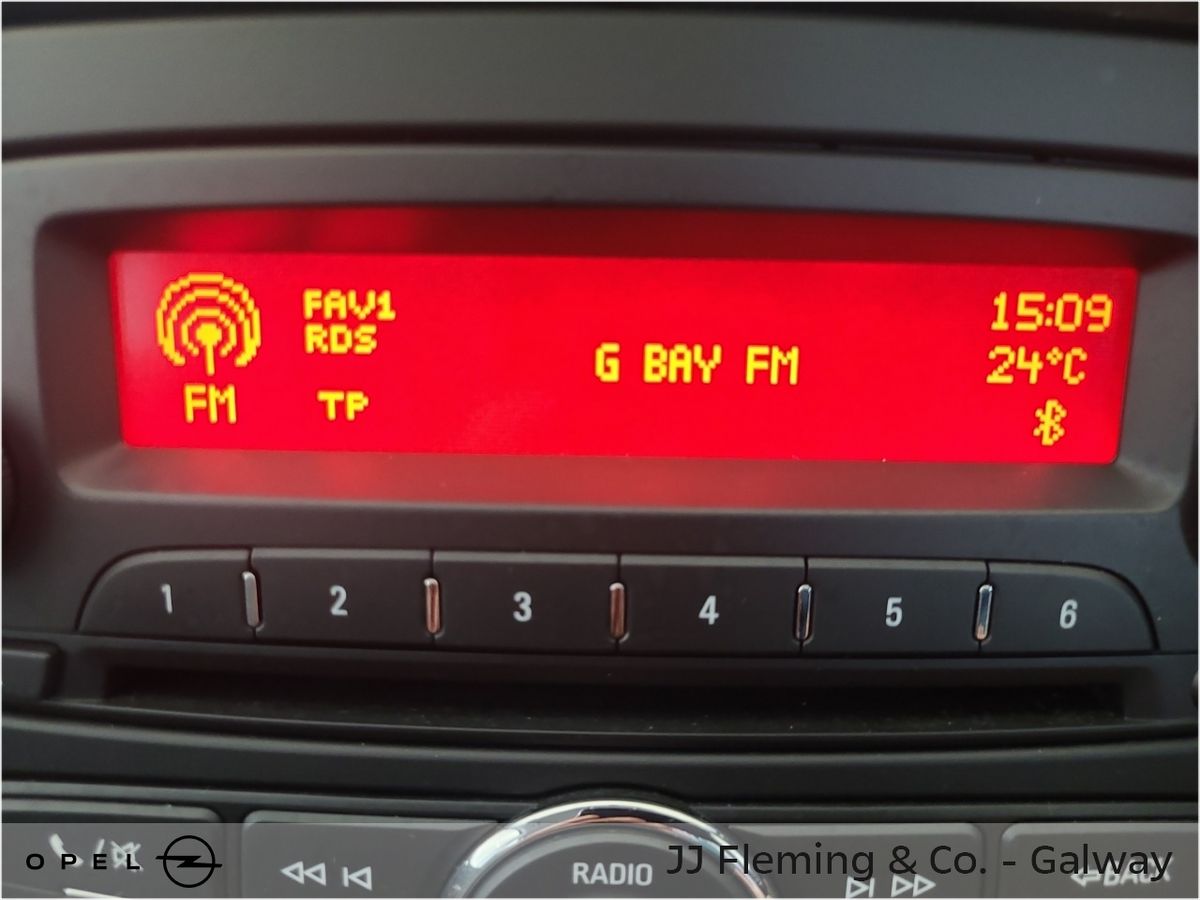 FAV1
RDS
15:09
G BAY FM
24°C
FM
TP
1 2 3 4 5 6
OPEL
RADIO
JJ Fleming & Co. - Galway
BACK